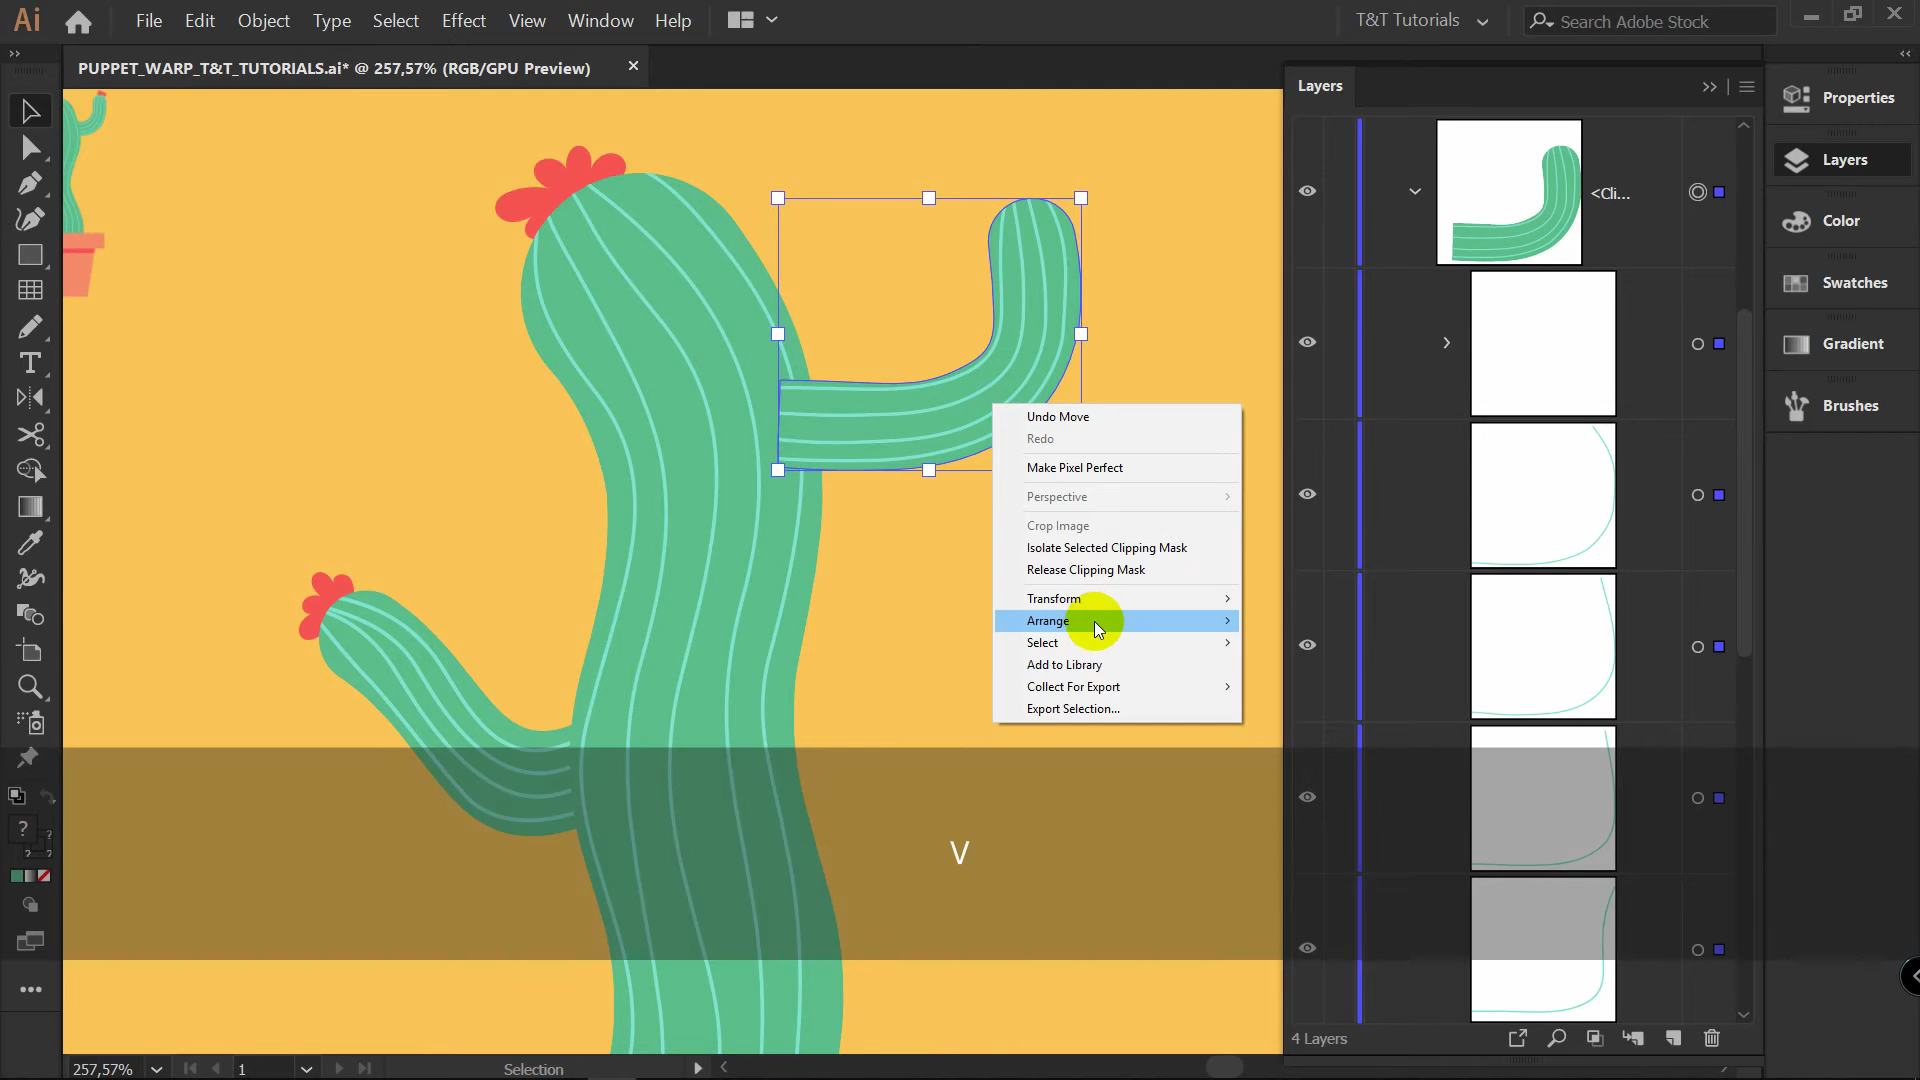 Ai File Edit Object Type Select Effect View Window Help T&T Tutorials Search Adobe Stock
PUPPET_WARP_T&T_TUTORIALS.ai* @ 257,57% (RGB/GPU Preview)
Layers
<Cli...
Properties
Layers
Color
Swatches
Gradient
Brushes
Undo Move
Redo
Make Pixel Perfect
Perspective
Crop Image
Isolate Selected Clipping Mask
Release Clipping Mask
Transform
Arrange
Select
Add to Library
Collect For Export
Export Selection...
V
4 Layers
257,57% 1 Selection